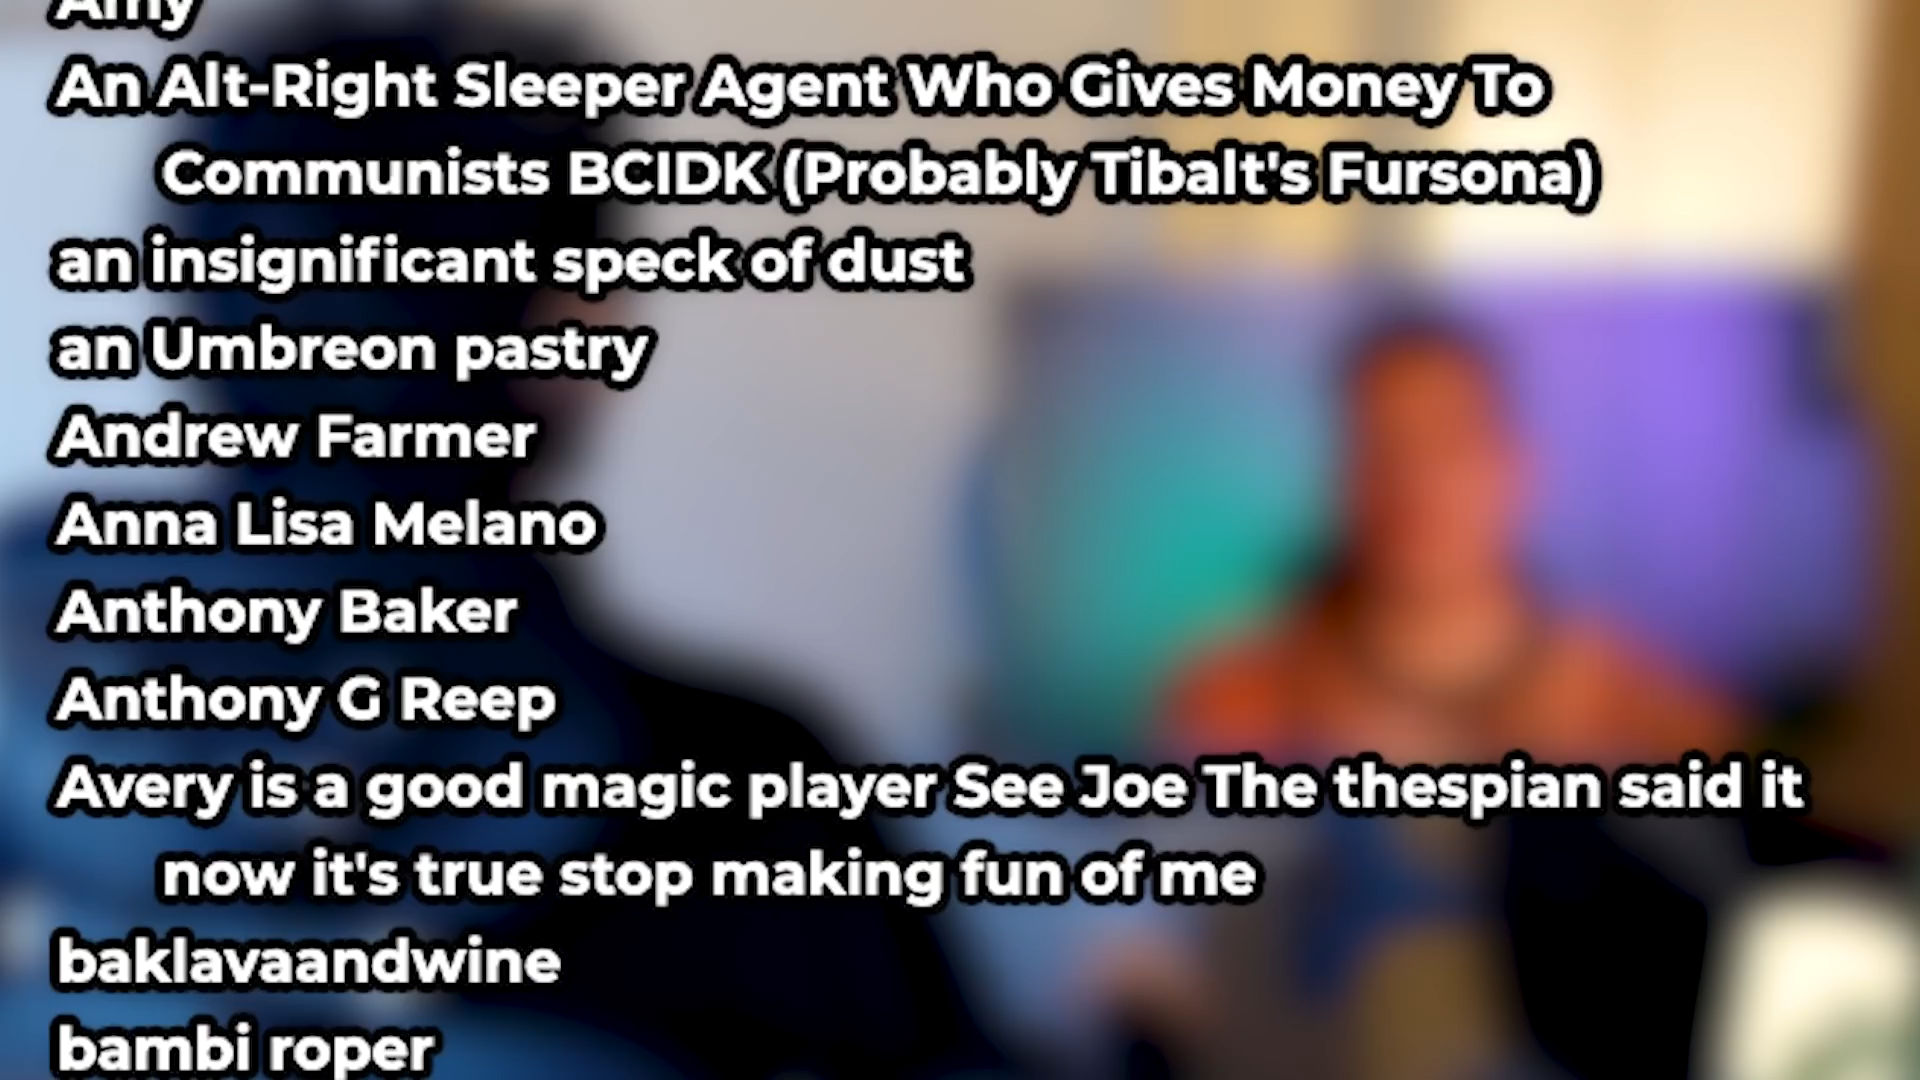 Amy
An Alt-Right Sleeper Agent Who Gives Money To
Communists BCIDK (Probably Tibalt's Fursona)
an insignificant speck of dust
an Umbreon pastry
Andrew Farmer
Anna Lisa Melano
Anthony Baker
Anthony G Reep
Avery is a good magic player See Joe The thespian said it
now it's true stop making fun of me
baklavaandwine
bambi roper